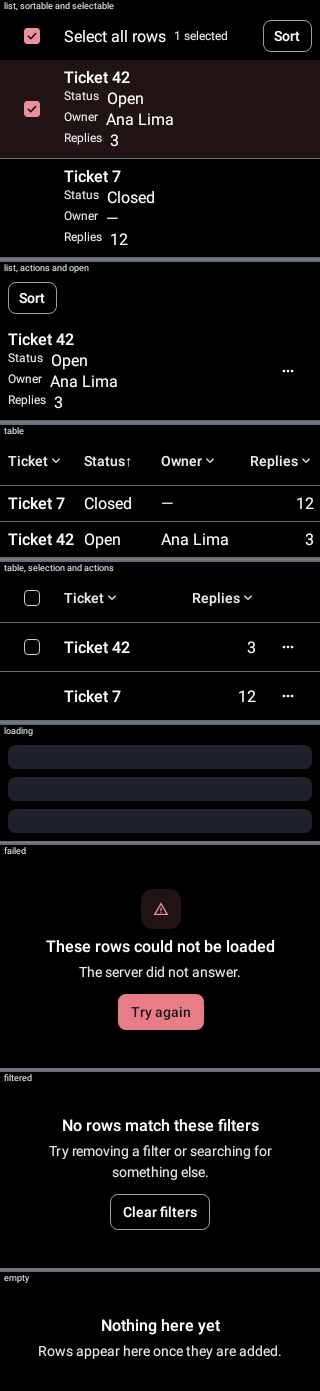 list, sortable and selectable
Select all rows 1 selected Sort
Ticket 42
Status Open
Owner Ana Lima
Replies 3
Ticket 7
Status Closed
Owner —
Replies 12
list, actions and open
Sort
Ticket 42
Status Open
Owner Ana Lima
Replies 3
table
Ticket Status↑ Owner Replies
Ticket 7 Closed — 12
Ticket 42 Open Ana Lima 3
table, selection and actions
Ticket Replies
Ticket 42 3
Ticket 7 12
loading
failed
These rows could not be loaded
The server did not answer.
Try again
filtered
No rows match these filters
Try removing a filter or searching for
something else.
Clear filters
empty
Nothing here yet
Rows appear here once they are added.